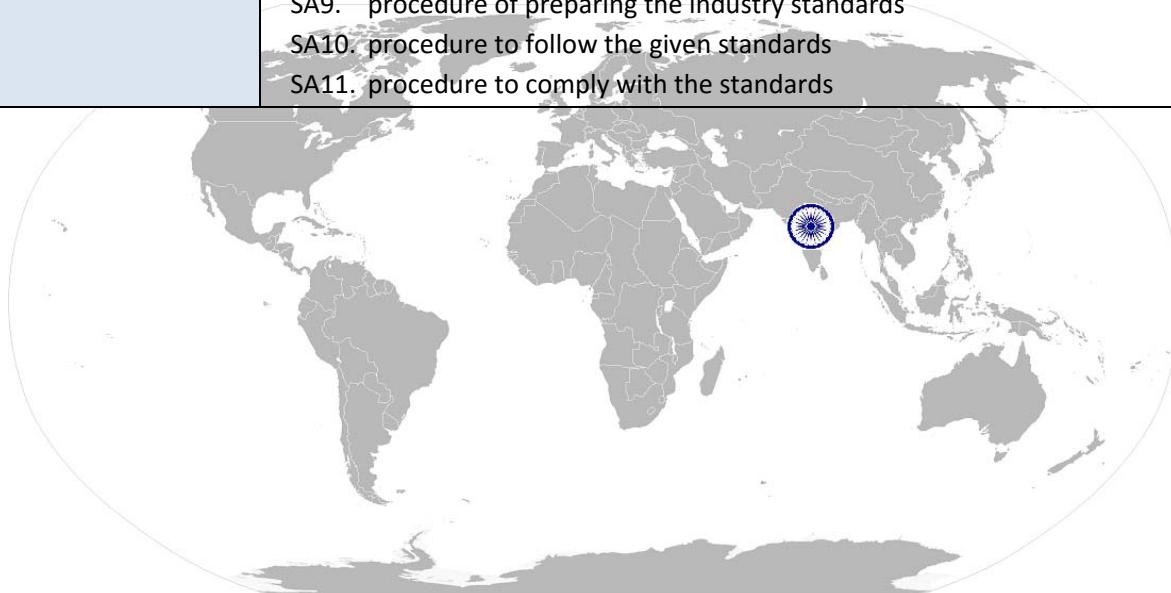 SA9. procedure of preparing the industry standards
SA10. procedure to follow the given standards
SA11. procedure to comply with the standards